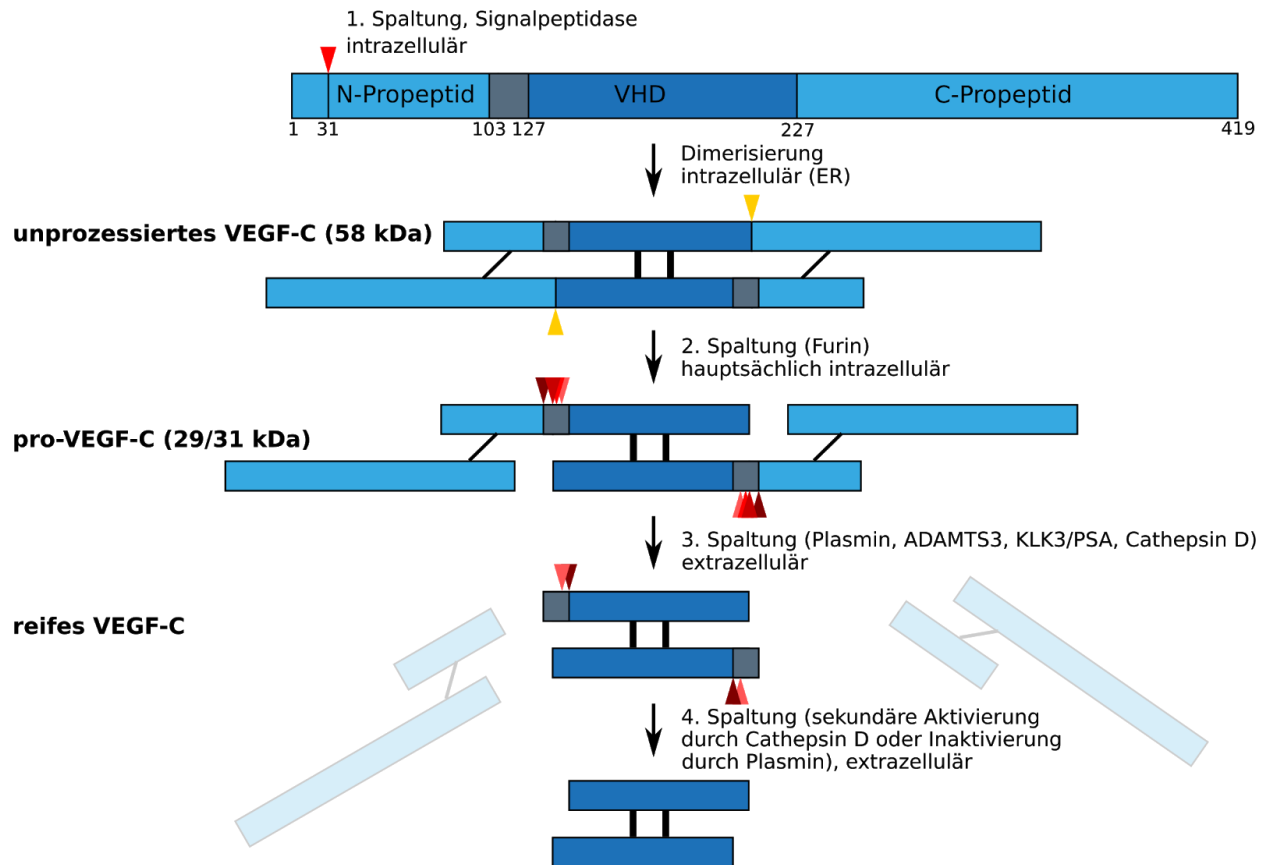 1. Spaltung, Signalpeptidase
intrazellulär
N-Propeptid VHD C-Propeptid
1 31 103 127 227 419
Dimerisierung
intrazellulär (ER)
unprozessiertes VEGF-C (58 kDa)
2. Spaltung (Furin)
hauptsächlich intrazellulär
pro-VEGF-C (29/31 kDa)
3. Spaltung (Plasmin, ADAMTS3, KLK3/PSA, Cathepsin D)
extrazellulär
reifes VEGF-C
4. Spaltung (sekundäre Aktivierung
durch Cathepsin D oder Inaktivierung
durch Plasmin), extrazellulär